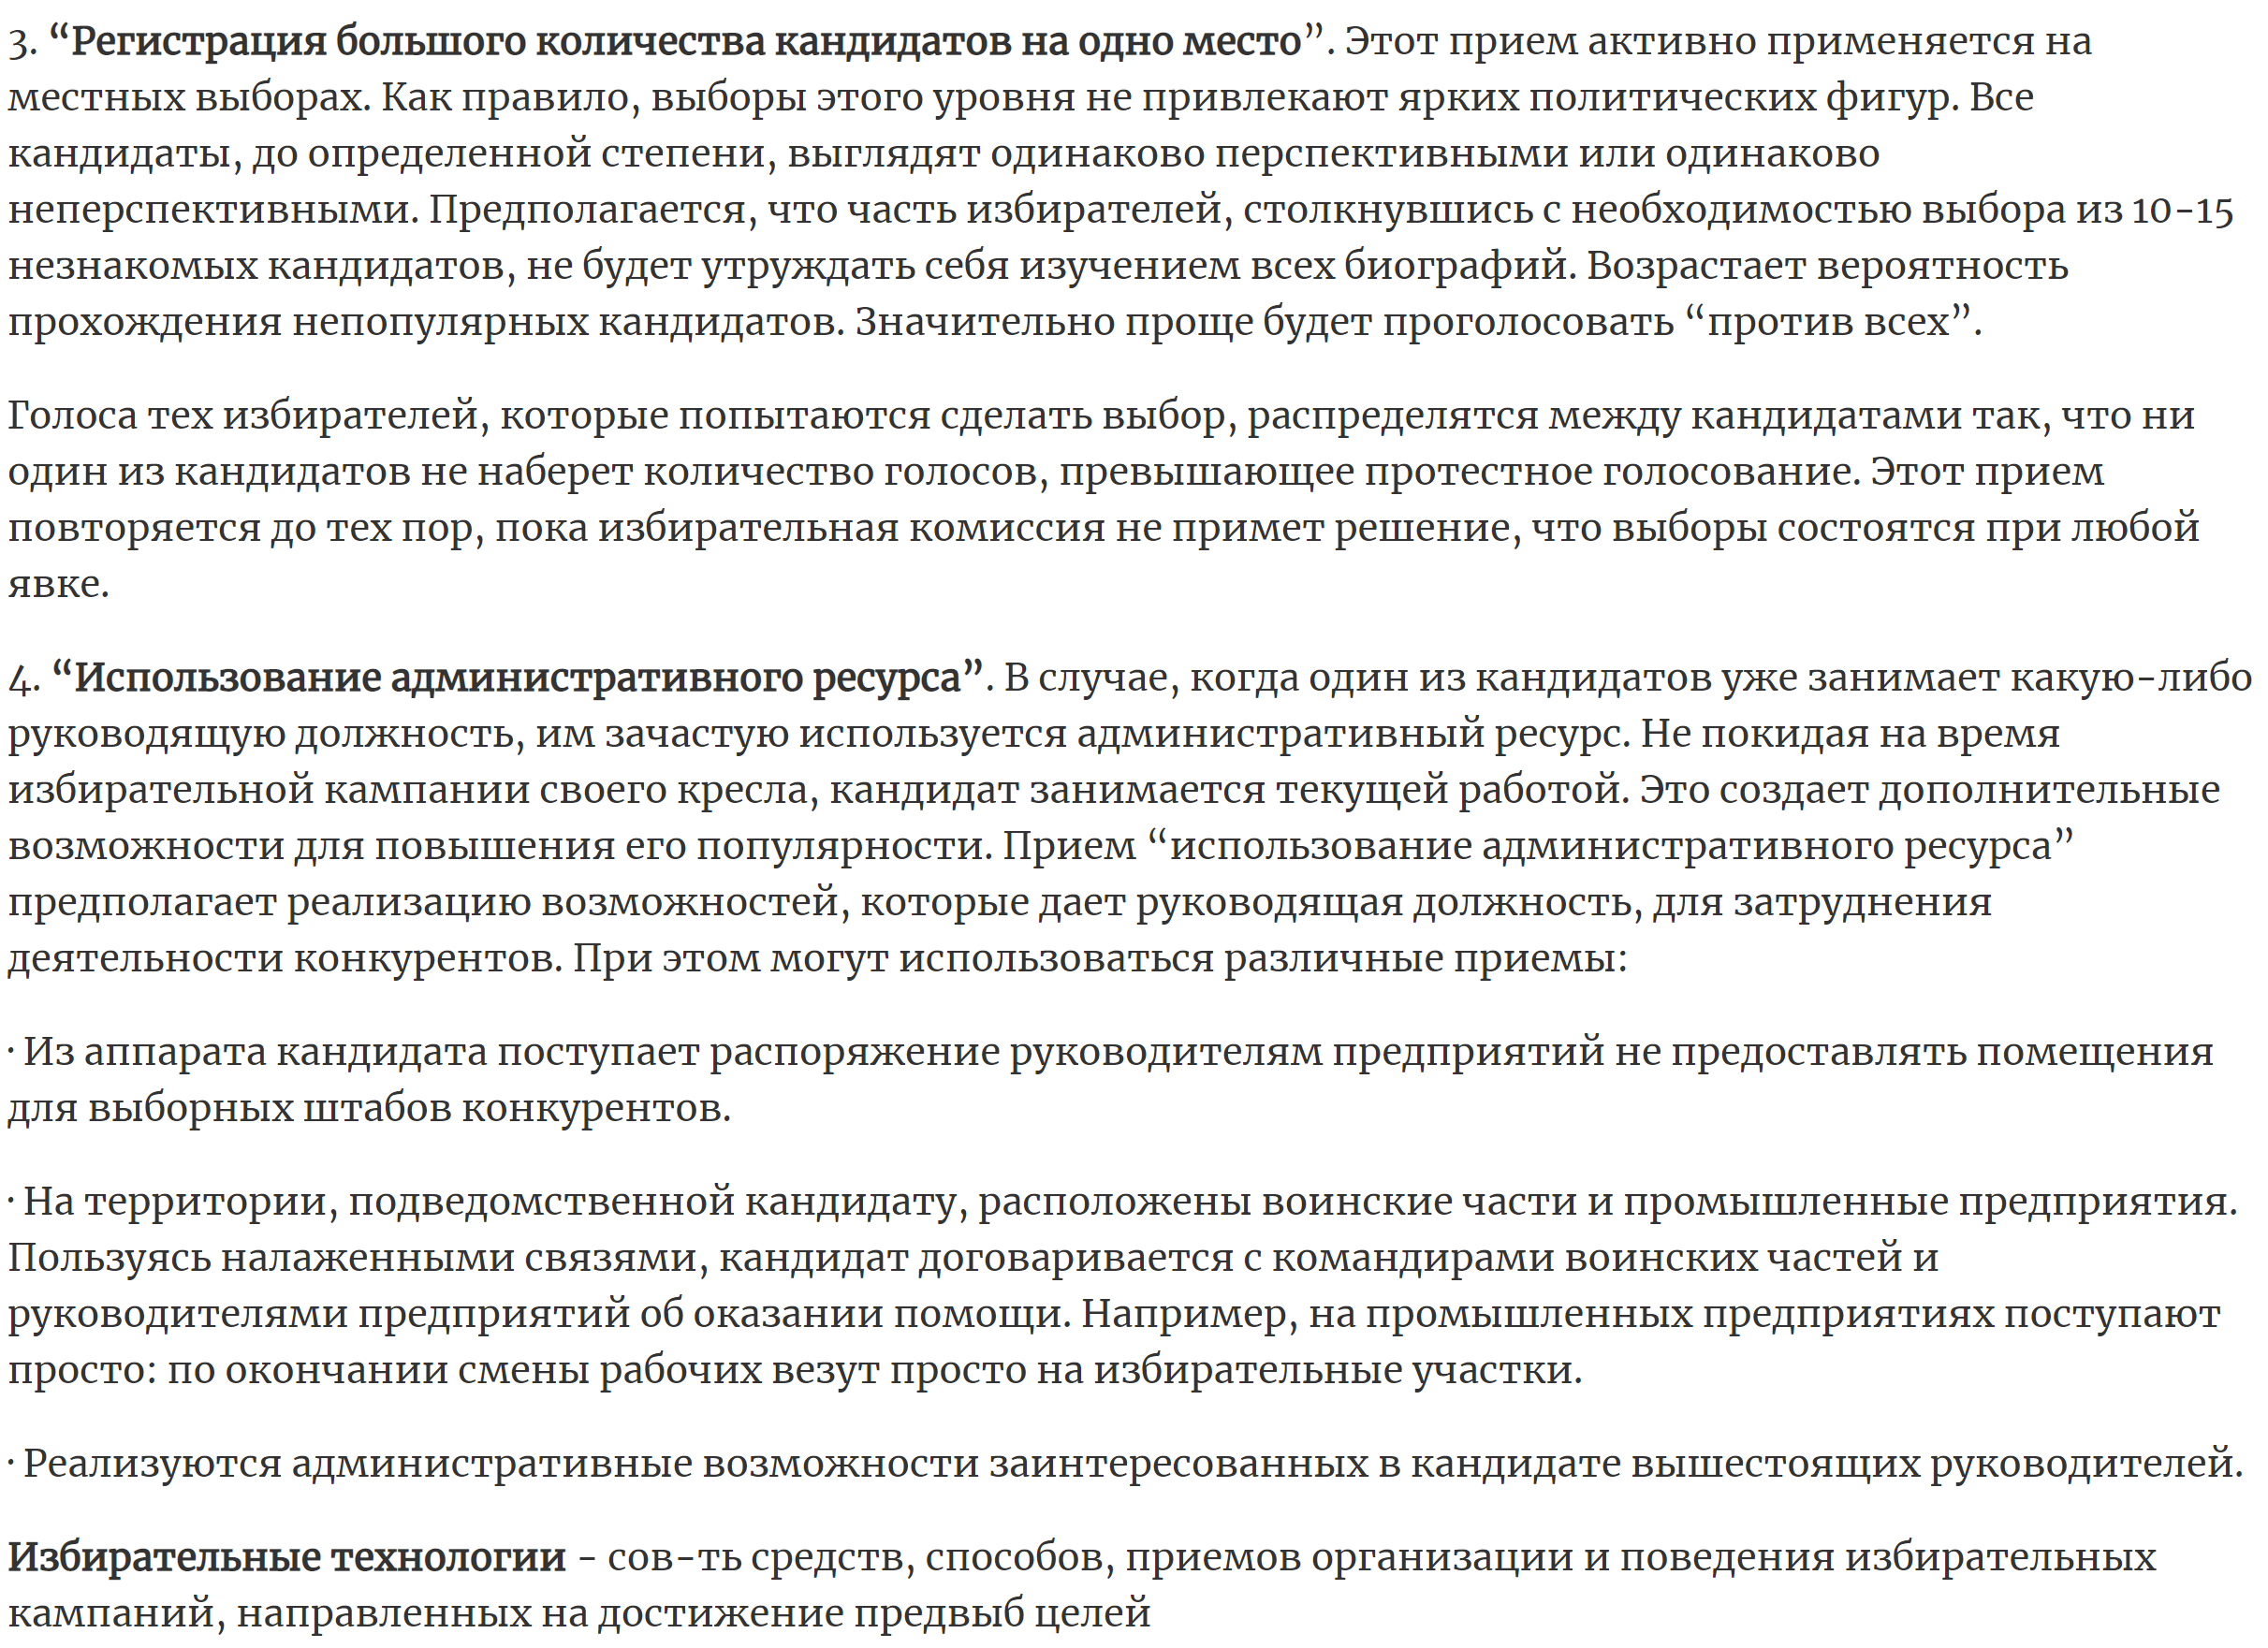 3. “Регистрация большого количества кандидатов на одно место”. Этот прием активно применяется на
местных выборах. Как правило, выборы этого уровня не привлекают ярких политических фигур. Все
кандидаты, до определенной степени, выглядят одинаково перспективными или одинаково
неперспективными. Предполагается, что часть избирателей, столкнувшись с необходимостью выбора из 10-15
незнакомых кандидатов, не будет утруждать себя изучением всех биографий. Возрастает вероятность
прохождения непопулярных кандидатов. Значительно проще будет проголосовать “против всех”.
Голоса тех избирателей, которые попытаются сделать выбор, распределятся между кандидатами так, что ни
один из кандидатов не наберет количество голосов, превышающее протестное голосование. Этот прием
повторяется до тех пор, пока избирательная комиссия не примет решение, что выборы состоятся при любой
явке.
4. “Использование административного ресурса”. В случае, когда один из кандидатов уже занимает какую-либо
руководящую должность, им зачастую используется административный ресурс. Не покидая на время
избирательной кампании своего кресла, кандидат занимается текущей работой. Это создает дополнительные
возможности для повышения его популярности. Прием “использование административного ресурса”
предполагает реализацию возможностей, которые дает руководящая должность, для затруднения
деятельности конкурентов. При этом могут использоваться различные приемы:
· Из аппарата кандидата поступает распоряжение руководителям предприятий не предоставлять помещения
для выборных штабов конкурентов.
· На территории, подведомственной кандидату, расположены воинские части и промышленные предприятия.
Пользуясь налаженными связями, кандидат договаривается с командирами воинских частей и
руководителями предприятий об оказании помощи. Например, на промышленных предприятиях поступают
просто: по окончании смены рабочих везут просто на избирательные участки.
· Реализуются административные возможности заинтересованных в кандидате вышестоящих руководителей.
Избирательные технологии - сов-ть средств, способов, приемов организации и поведения избирательных
кампаний, направленных на достижение предвыб целей